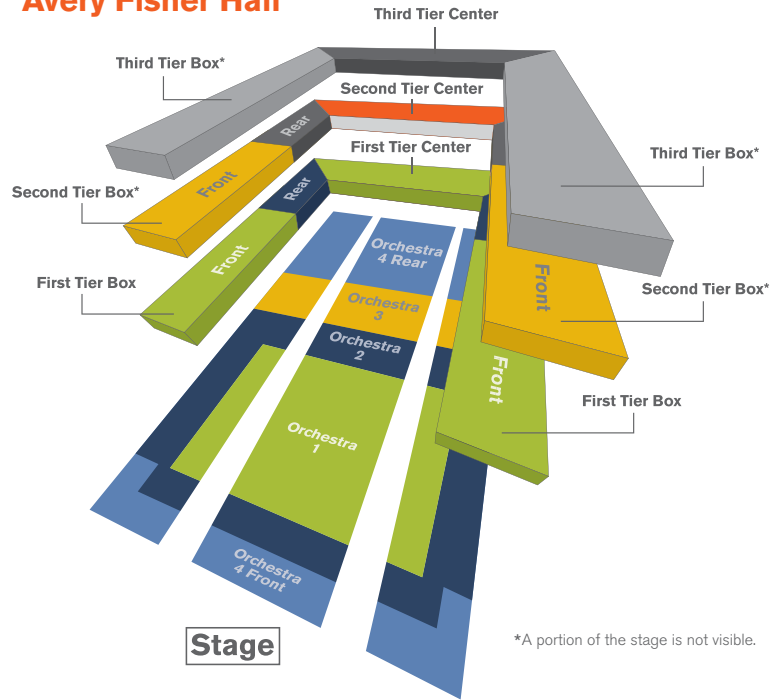 Avery Fisher Hall
Third Tier Center
Third Tier Box*
Second Tier Center
Rear
First Tier Center
Third Tier Box*
Front
Second Tier Box*
Rear
Orchestra
4 Rear
Front
First Tier Box
Front
Second Tier Box*
Orchestra
3
Orchestra
2
Front
First Tier Box
Orchestra
1
Orchestra
4 Front
Stage
*A portion of the stage is not visible.